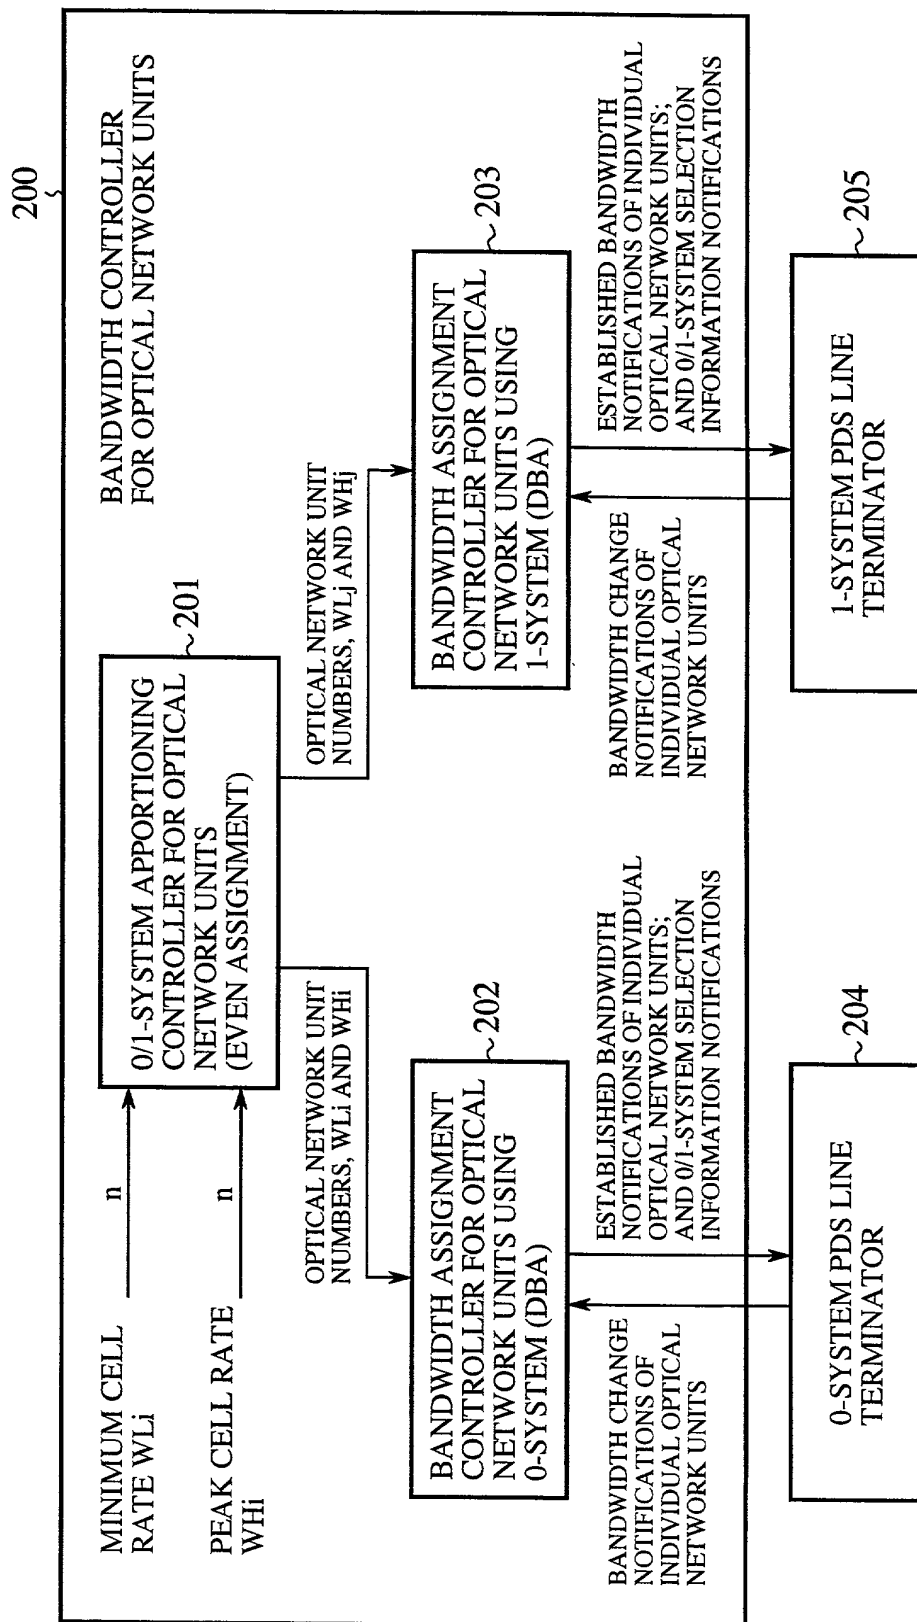 200
BANDWIDTH CONTROLLER
FOR OPTICAL NETWORK UNITS
MINIMUM CELL
RATE WLi
n
PEAK CELL RATE
WHi
n
201
0/1-SYSTEM APPORTIONING
CONTROLLER FOR OPTICAL
NETWORK UNITS
(EVEN ASSIGNMENT)
OPTICAL NETWORK UNIT
NUMBERS, WLi AND WHi
OPTICAL NETWORK UNIT
NUMBERS, WLj AND WHj
202
BANDWIDTH ASSIGNMENT
CONTROLLER FOR OPTICAL
NETWORK UNITS USING
0-SYSTEM (DBA)
203
BANDWIDTH ASSIGNMENT
CONTROLLER FOR OPTICAL
NETWORK UNITS USING
1-SYSTEM (DBA)
BANDWIDTH CHANGE
NOTIFICATIONS OF
INDIVIDUAL OPTICAL
NETWORK UNITS
ESTABLISHED BANDWIDTH
NOTIFICATIONS OF INDIVIDUAL
OPTICAL NETWORK UNITS;
AND 0/1-SYSTEM SELECTION
INFORMATION NOTIFICATIONS
BANDWIDTH CHANGE
NOTIFICATIONS OF
INDIVIDUAL OPTICAL
NETWORK UNITS
ESTABLISHED BANDWIDTH
NOTIFICATIONS OF INDIVIDUAL
OPTICAL NETWORK UNITS;
AND 0/1-SYSTEM SELECTION
INFORMATION NOTIFICATIONS
204
0-SYSTEM PDS LINE
TERMINATOR
205
1-SYSTEM PDS LINE
TERMINATOR